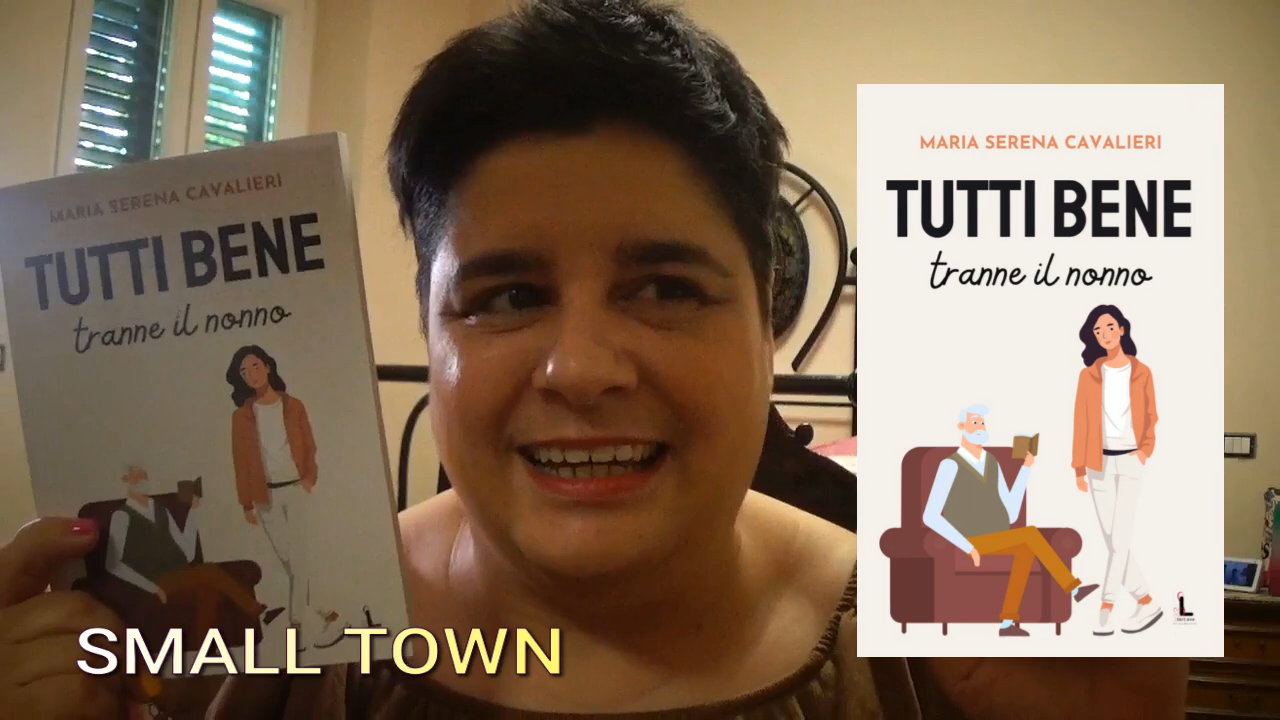 MARIA SERENA CAVALIERI
TUTTI BENE
tranne il nonno
SMALL TOWN
MARIA SERENA CAVALIERI
TUTTI BENE
tranne il nonno
L